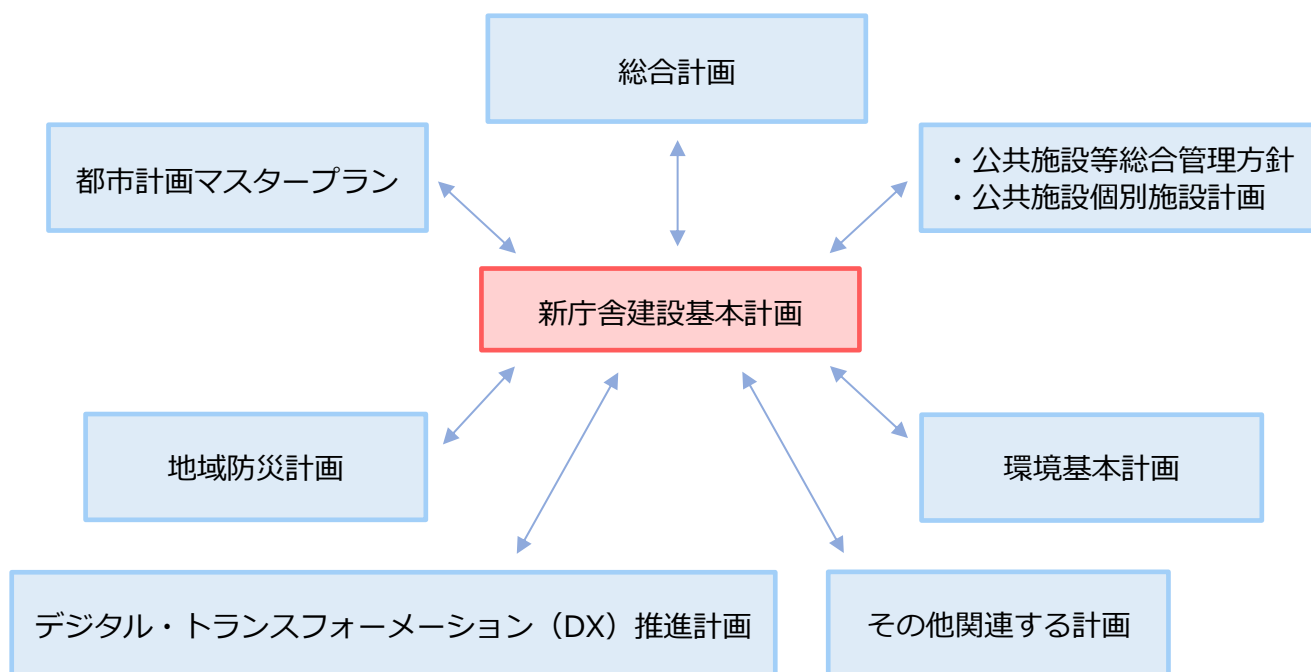 総合計画
都市計画マスタープラン
・公共施設等総合管理方針
・公共施設個別施設計画
新庁舎建設基本計画
地域防災計画
環境基本計画
デジタル・トランスフォーメーション（DX）推進計画
その他関連する計画